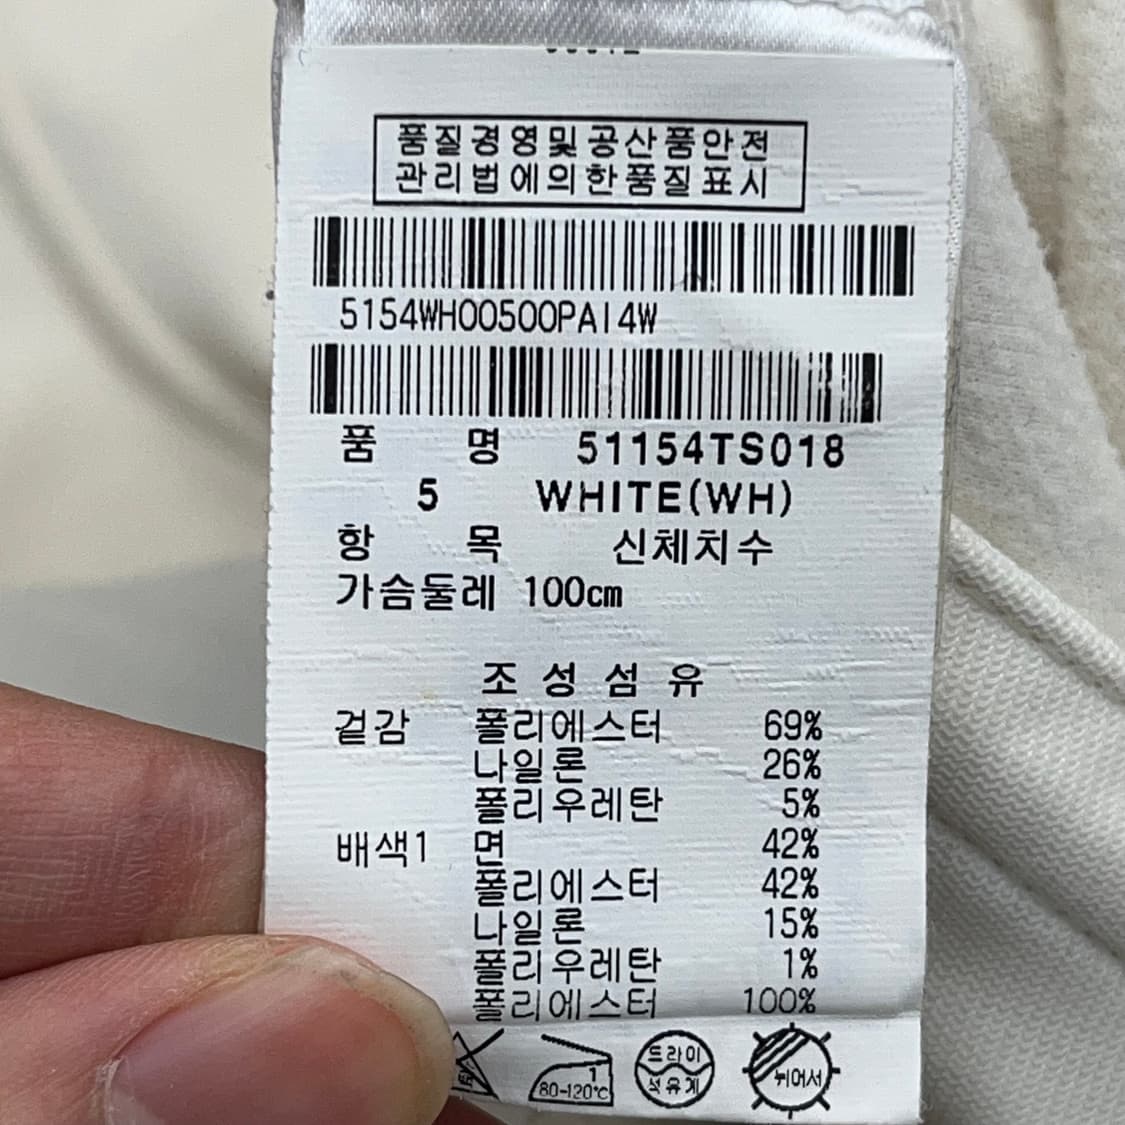 품질경영및공산품안전
관리법에의한품질표시
5154WH00500PAI4W
품 명 51154TS018
5 WHITE(WH)
항 목 신체치수
가슴둘레 100cm
조성섬유
겉감 폴리에스터 69%
나일론 26%
폴리우레탄 5%
배색1 면 42%
폴리에스터 42%
나일론 15%
폴리우레탄 1%
폴리에스터 100%
1
80-120℃
드라이
석유계
뉘어서